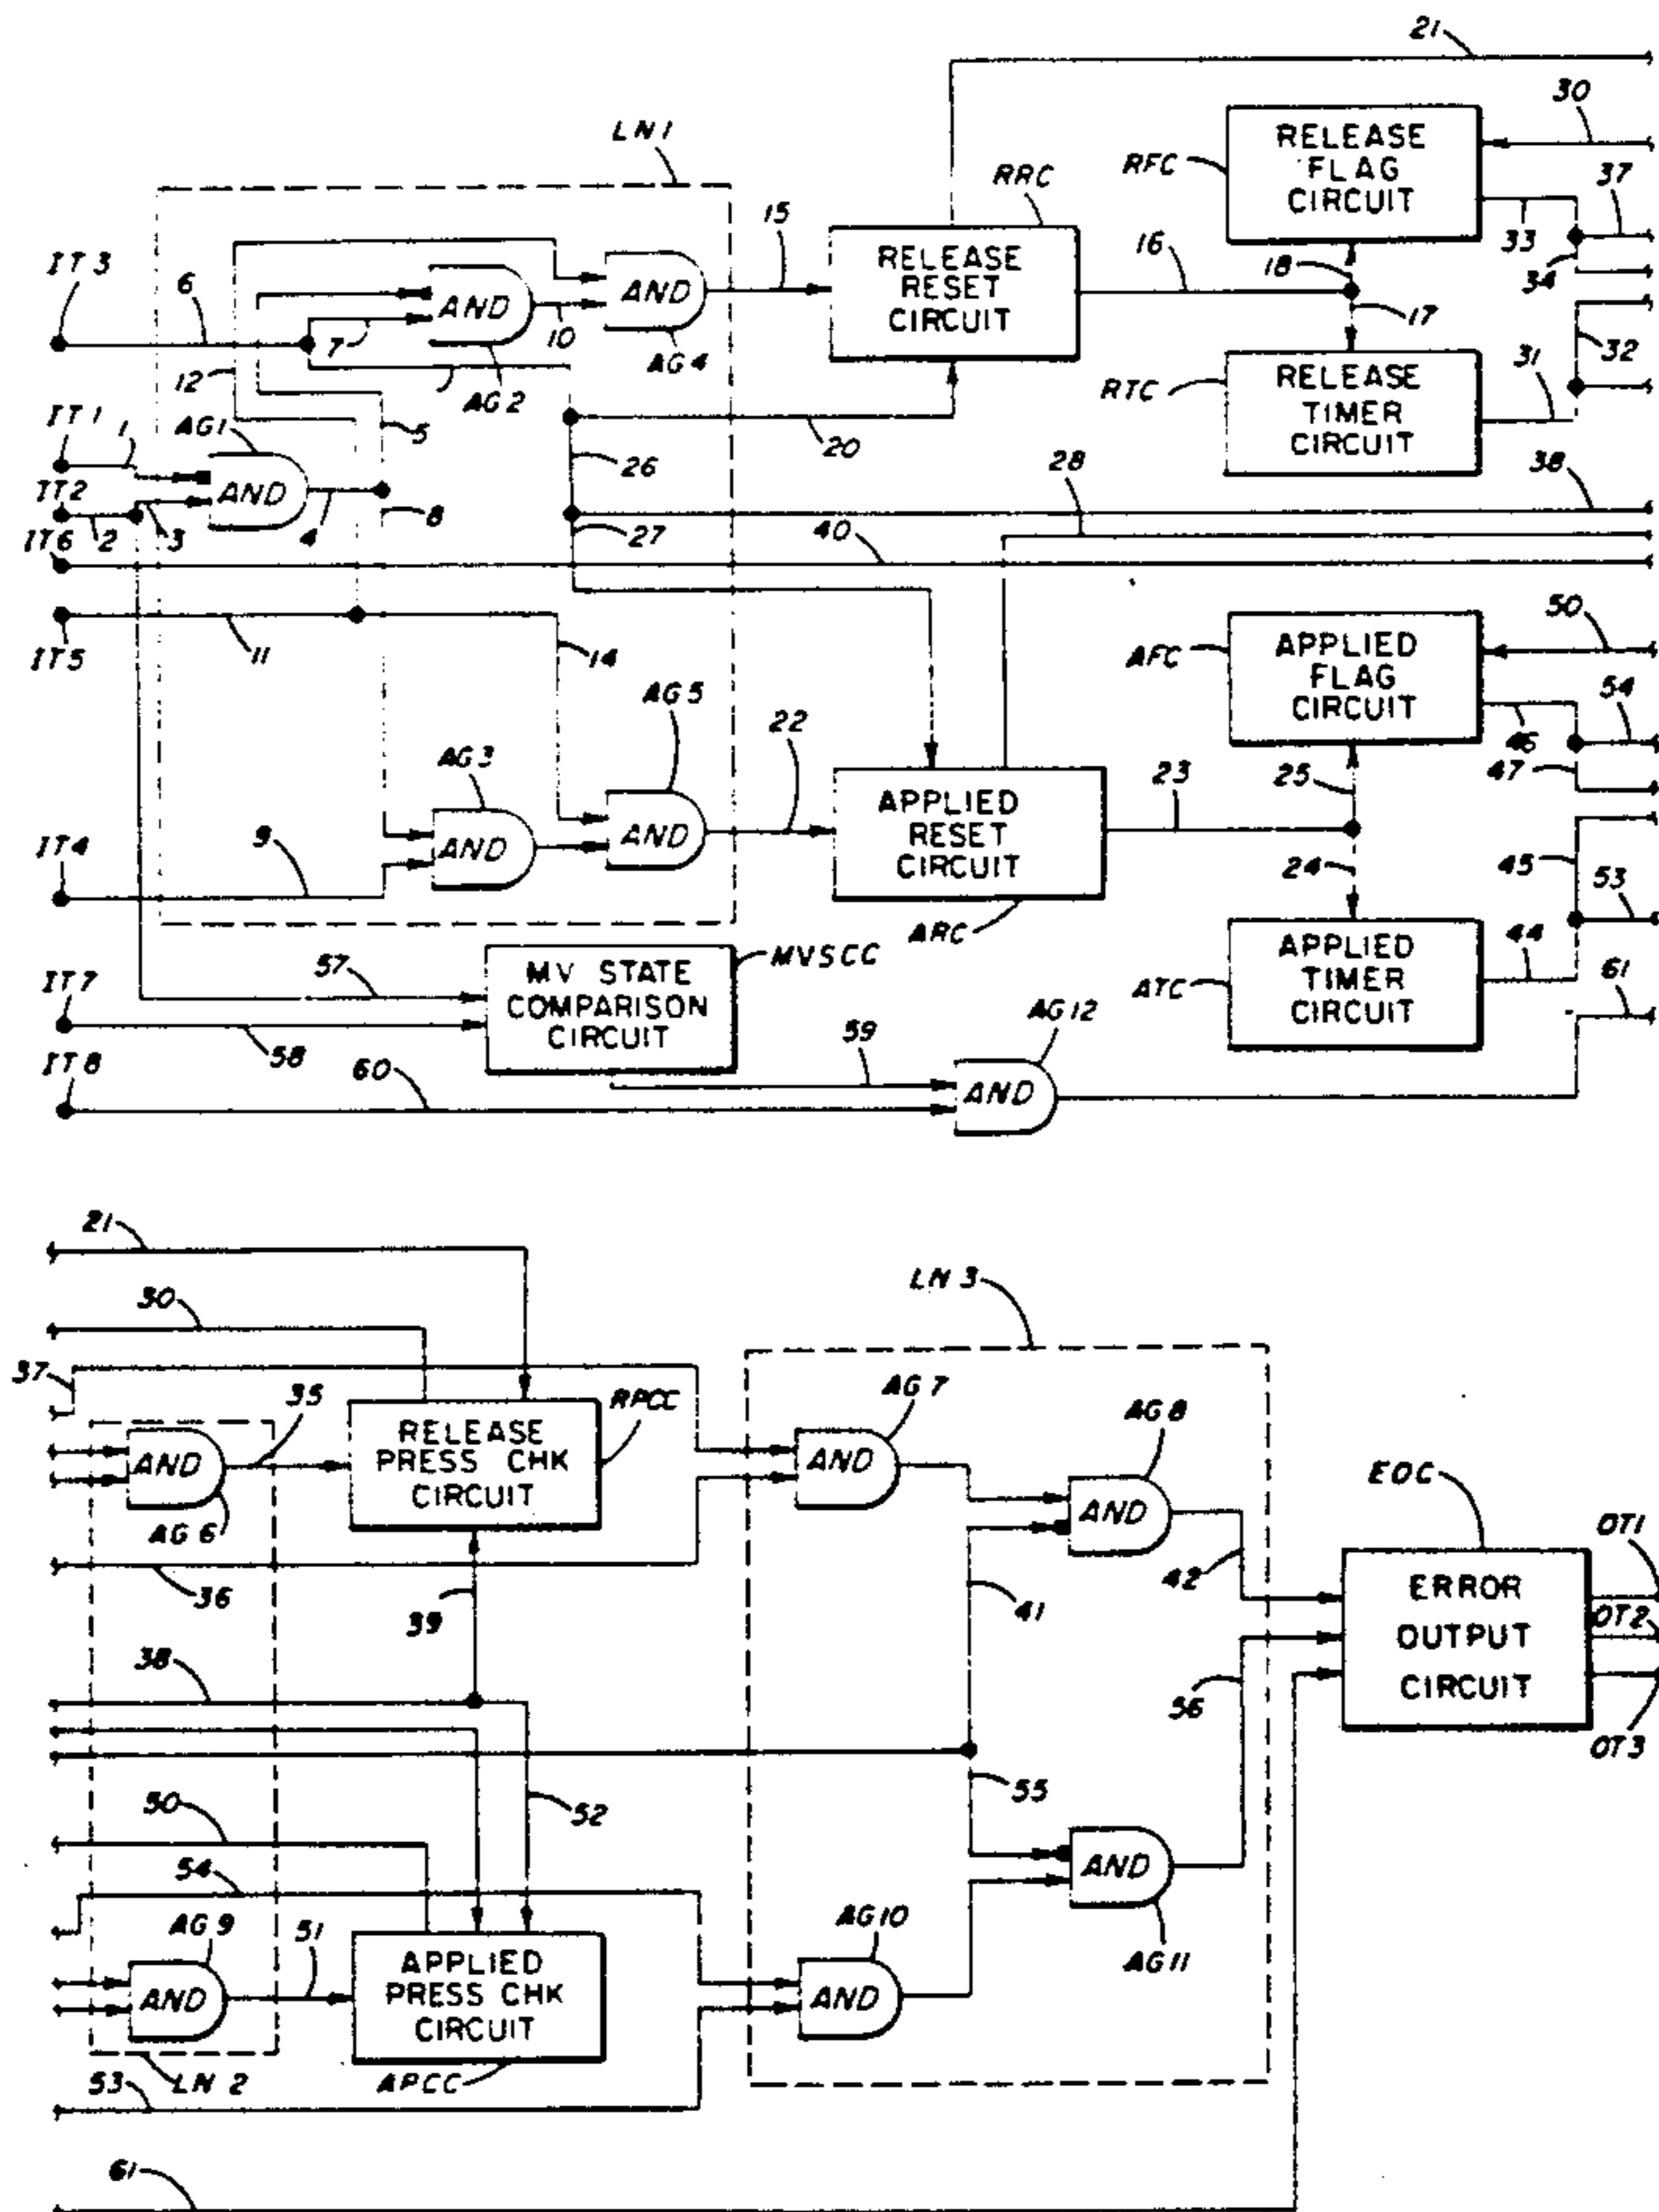 21
30
LN1
RELEASE
FLAG
CIRCUIT
RFC
37
RRC
15
33
34
IT3
6
RELEASE
RESET
CIRCUIT
16
18
AND
AND
7
10
17
32
12
AG4
RELEASE
TIMER
CIRCUIT
31
AG2
RTC
IT1
1
AG1
5
20
26
28
38
IT2
AND
2
3
4
8
27
40
IT6
IT5
11
14
APPLIED
FLAG
CIRCUIT
AFC
50
54
AG5
22
46
AG3
25
47
APPLIED
RESET
CIRCUIT
23
AND
AND
IT4
9
24
45
53
ARC
APPLIED
TIMER
CIRCUIT
44
MVSCC
57
MV STATE
COMPARISON
CIRCUIT
ATC
61
IT7
AG12
58
59
IT8
60
AND
21
LN3
30
37
35
RPCC
AG7
AG8
AND
RELEASE
PRESS CHK
CIRCUIT
AND
EOC
AG6
AND
OT1
36
42
ERROR
OUTPUT
CIRCUIT
39
41
OT2
38
56
OT3
55
52
50
54
AND
AG9
51
AG10
AG11
APPLIED
PRESS CHK
CIRCUIT
AND
AND
LN2
APCC
53
61